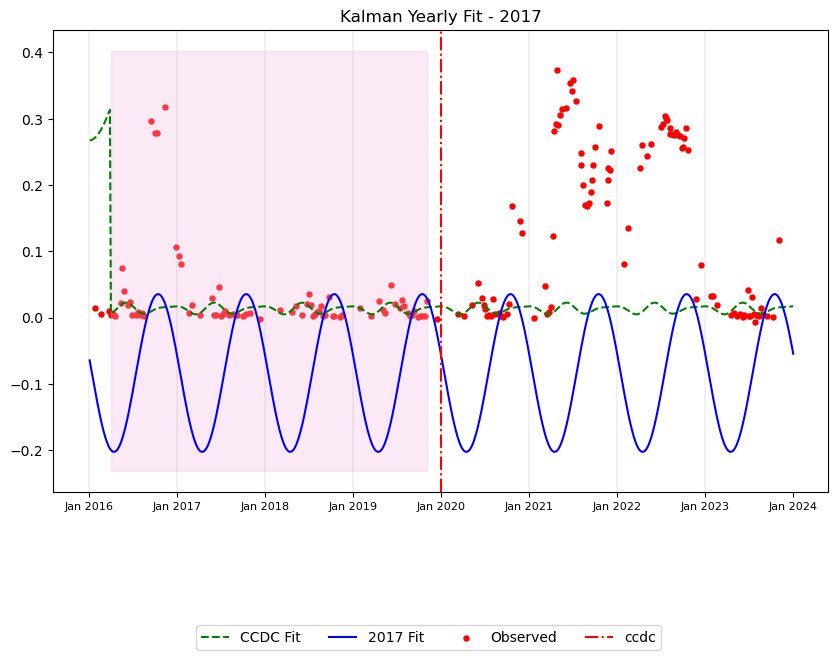 Kalman Yearly Fit - 2017
0.4
0.3
0.2
0.1
0.0
−0.1
−0.2
Jan 2016 Jan 2017 Jan 2018 Jan 2019 Jan 2020 Jan 2021 Jan 2022 Jan 2023 Jan 2024
CCDC Fit 2017 Fit Observed ccdc